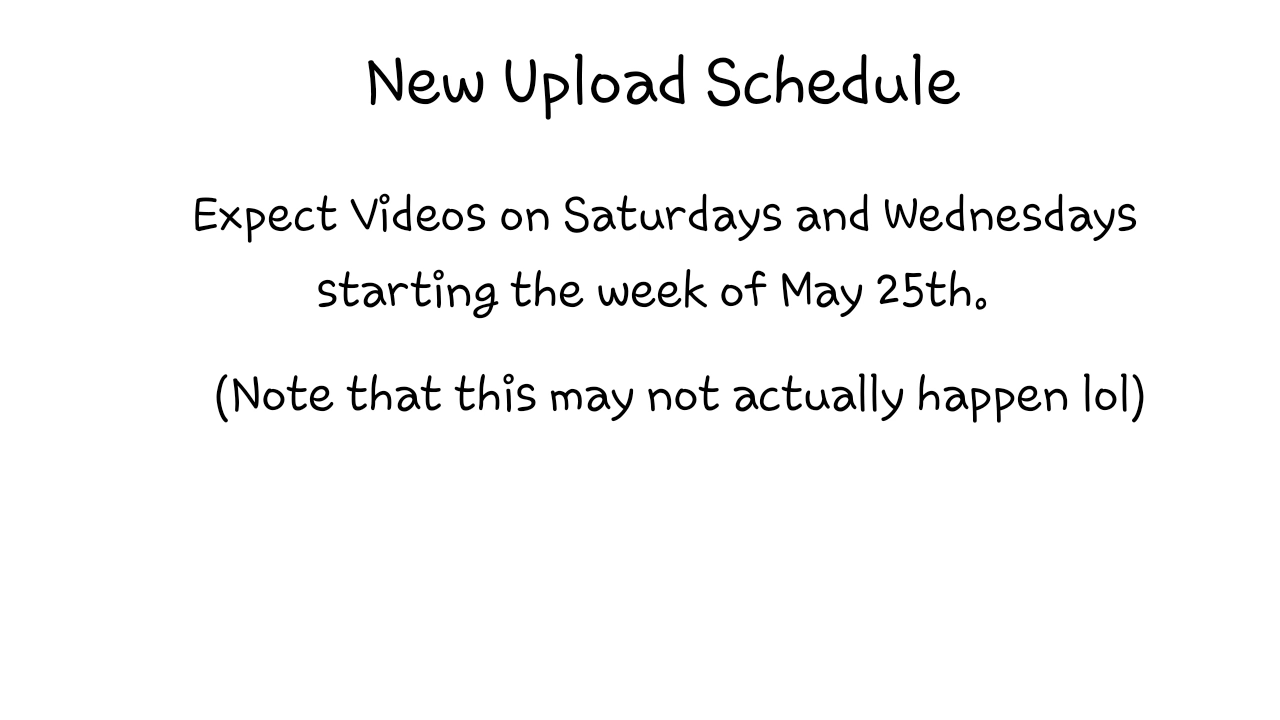 New Upload Schedule
Expect Videos on Saturdays and Wednesdays
starting the week of May 25th.
(Note that this may not actually happen lol)